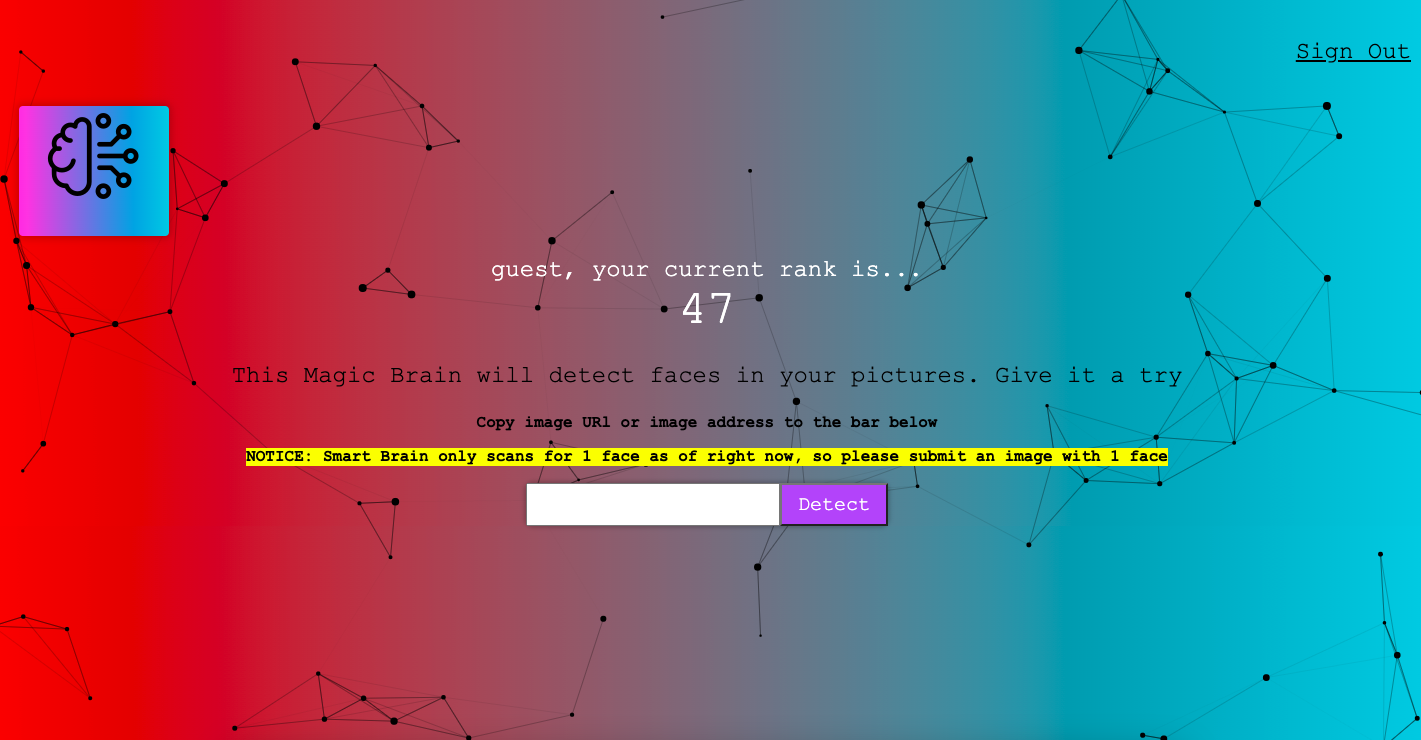 Sign Out
guest, your current rank is...
47
This Magic Brain will detect faces in your pictures. Give it a try
Copy image URl or image address to the bar below
NOTICE: Smart Brain only scans for 1 face as of right now, so please submit an image with 1 face
Detect